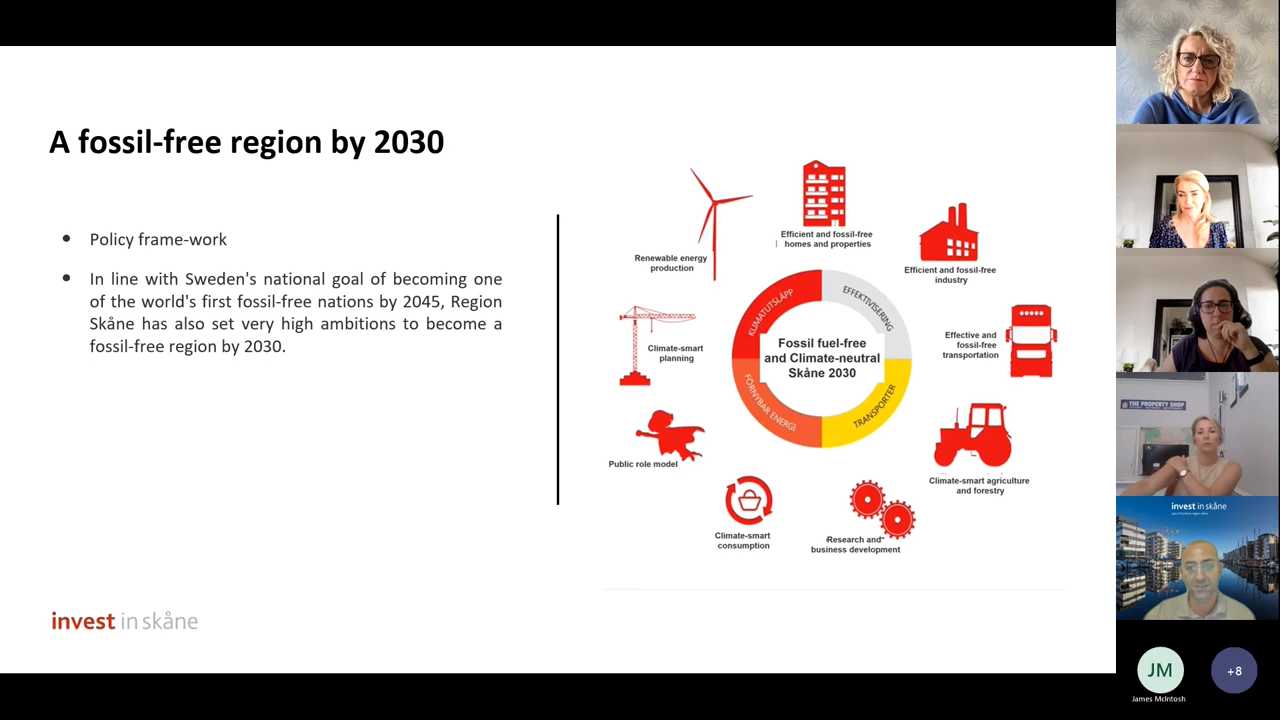 A fossil-free region by 2030
• Policy frame-work
• In line with Sweden's national goal of becoming one
of the world's first fossil-free nations by 2045, Region
Skåne has also set very high ambitions to become a
fossil-free region by 2030.
invest in skåne
Renewable energy
production
Efficient and fossil-free
homes and properties
Efficient and fossil-free
industry
Effective and
fossil-free
transportation
Climate-smart agriculture
and forestry
Research and
business development
Climate-smart
consumption
Public role model
Climate-smart
planning
KLIMATUTSLÄPP
EFFEKTIVISERING
TRANSPORTER
FÖRNYBAR ENERGI
Fossil fuel-free
and Climate-neutral
Skåne 2030
THE PROPERTY SHOP
invest in skåne
JM
+8
James McIntosh